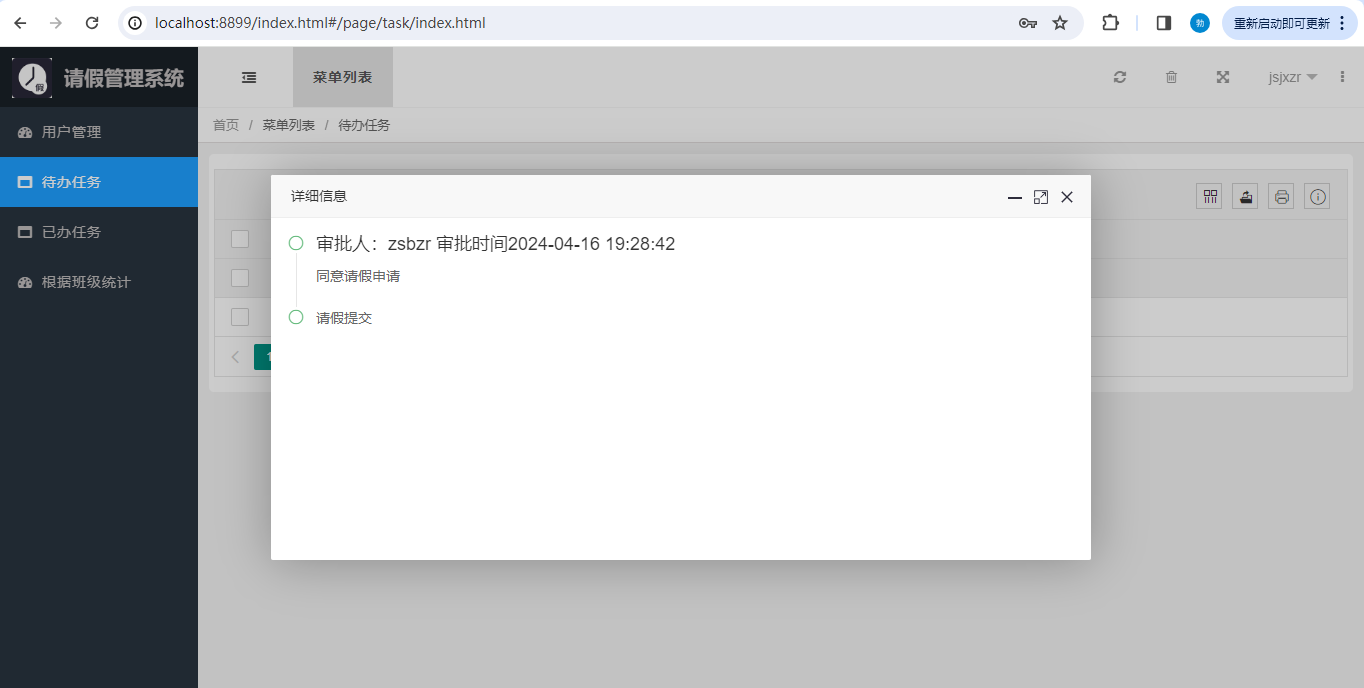 localhost:8899/index.html#/page/task/index.html
勃
重新启动即可更新
假
请假管理系统
菜单列表
jsjxzr
用户管理
首页 / 菜单列表 / 待办任务
待办任务
详细信息
已办任务
审批人：zsbzr 审批时间2024-04-16 19:28:42
同意请假申请
根据班级统计
请假提交